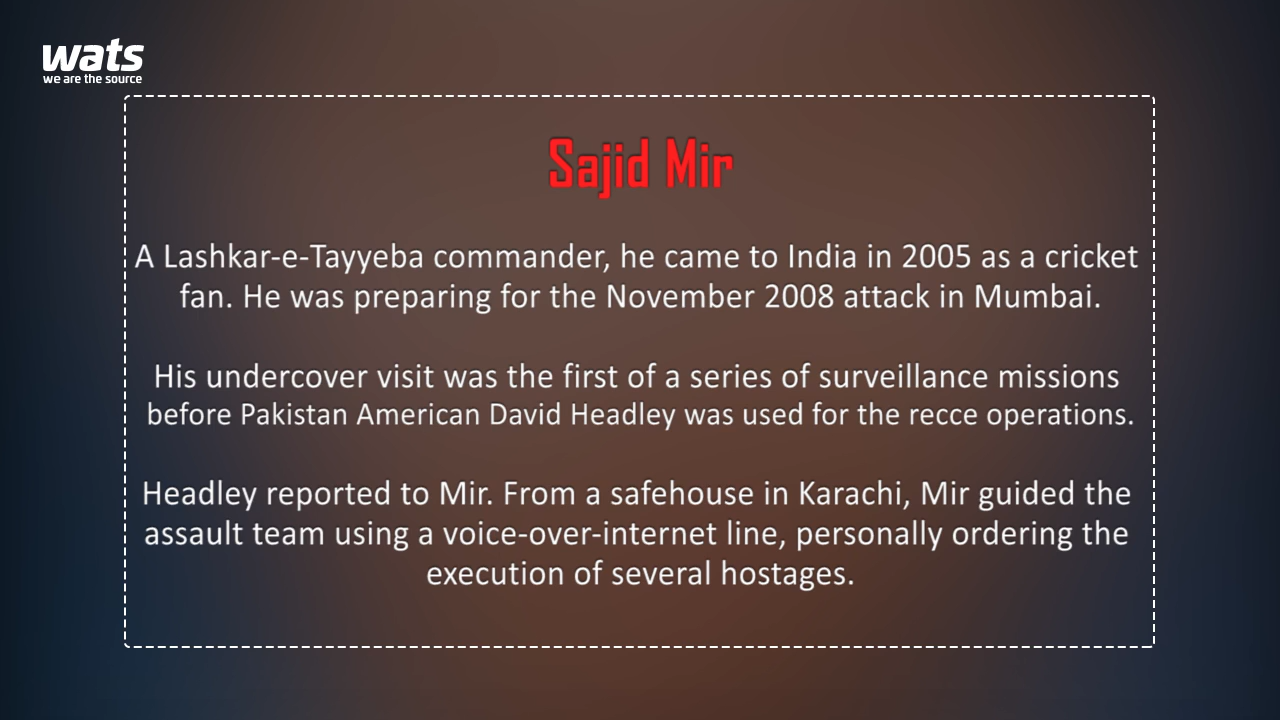 wats
we are the source
Sajid Mir
A Lashkar-e-Tayyeba commander, he came to India in 2005 as a cricket
fan. He was preparing for the November 2008 attack in Mumbai.
His undercover visit was the first of a series of surveillance missions
before Pakistan American David Headley was used for the recce operations.
Headley reported to Mir. From a safehouse in Karachi, Mir guided the
assault team using a voice-over-internet line, personally ordering the
execution of several hostages.